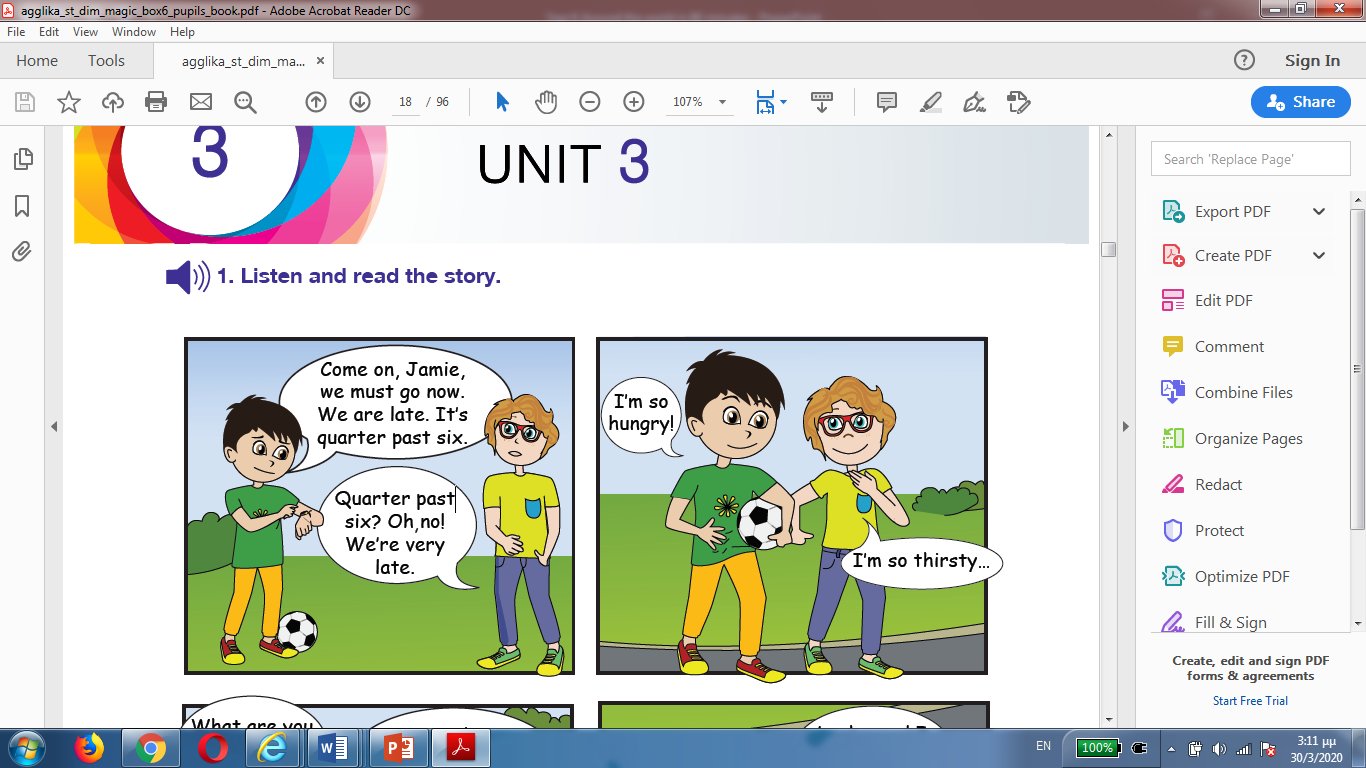 agglika_st_dim_magic_box6_pupils_book.pdf - Adobe Acrobat Reader DC
File Edit View Window Help
Home Tools agglika_st_dim_ma... × ? Sign In
18 / 96 107% Share
3 UNIT 3
Search 'Replace Page'
Export PDF
Create PDF
Edit PDF
Comment
Combine Files
Organize Pages
Redact
Protect
Optimize PDF
Fill & Sign
Create, edit and sign PDF
forms & agreements
Start Free Trial
1. Listen and read the story.
Come on, Jamie,
we must go now.
We are late. It's
quarter past six.
Quarter past
six? Oh,no!
We're very
late.
I'm so
hungry!
I'm so thirsty...
What are you
EN 100% 3:11 μμ
30/3/2020